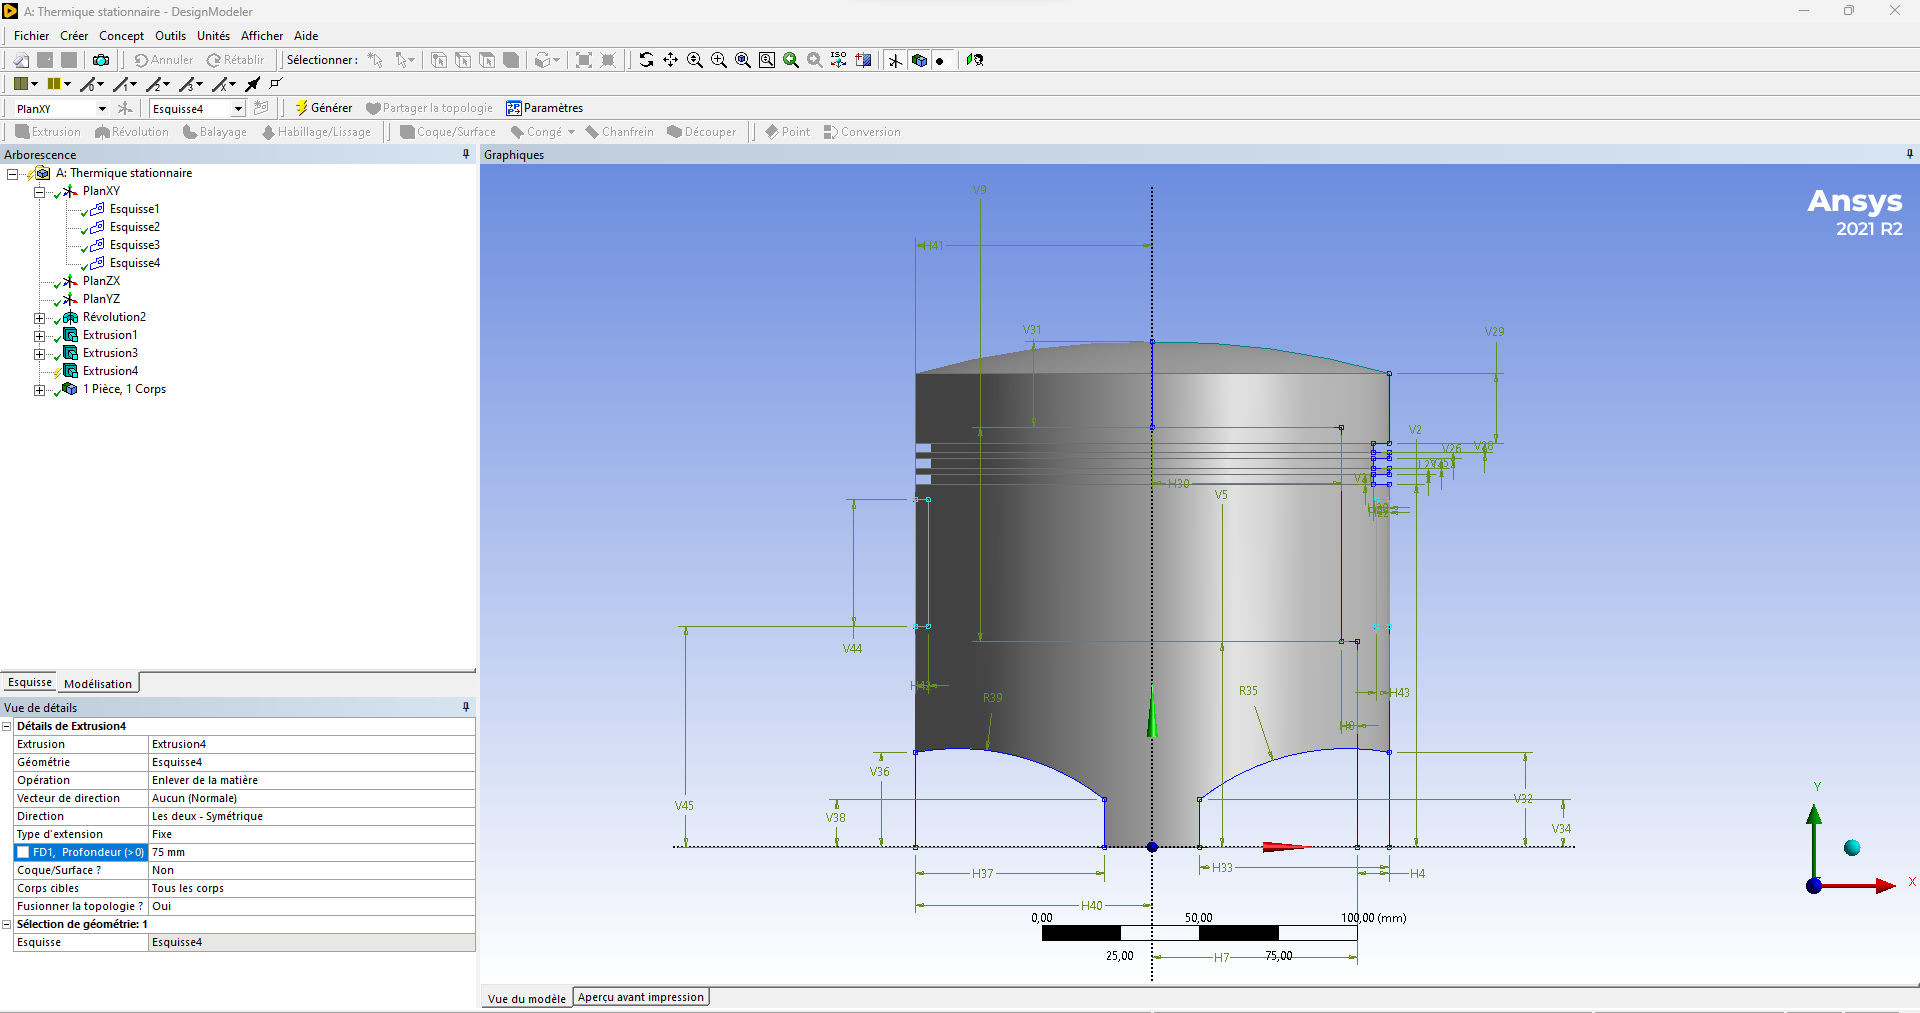 A: Thermique stationnaire - DesignModeler
Fichier Créer Concept Outils Unités Afficher Aide
Annuler Rétablir Sélectionner : ISO
PlanXY Esquisse4 Générer Partager la topologie Paramètres
Extrusion Révolution Balayage Habillage/Lissage Coque/Surface Congé Chanfrein Découper Point Conversion
Arborescence
A: Thermique stationnaire
PlanXY
Esquisse1
Esquisse2
Esquisse3
Esquisse4
PlanZX
PlanYZ
Révolution2
Extrusion1
Extrusion3
Extrusion4
1 Pièce, 1 Corps
Esquisse Modélisation
Vue de détails
Détails de Extrusion4
Extrusion Extrusion4
Géométrie Esquisse4
Opération Enlever de la matière
Vecteur de direction Aucun (Normale)
Direction Les deux - Symétrique
Type d'extension Fixe
FD1, Profondeur (>0) 75 mm
Coque/Surface ? Non
Corps cibles Tous les corps
Fusionner la topologie ? Oui
Sélection de géométrie: 1
Esquisse Esquisse4
Graphiques
Ansys
2021 R2
V9
H41
V31
V29
V2
V26
V28
H30
V5
V44
H43
R39
R35
V36
V45
V38
V32
V34
H37
H33
H4
H40
0,00 50,00 100,00 (mm)
25,00 75,00
H7
Y
X
Vue du modèle Aperçu avant impression